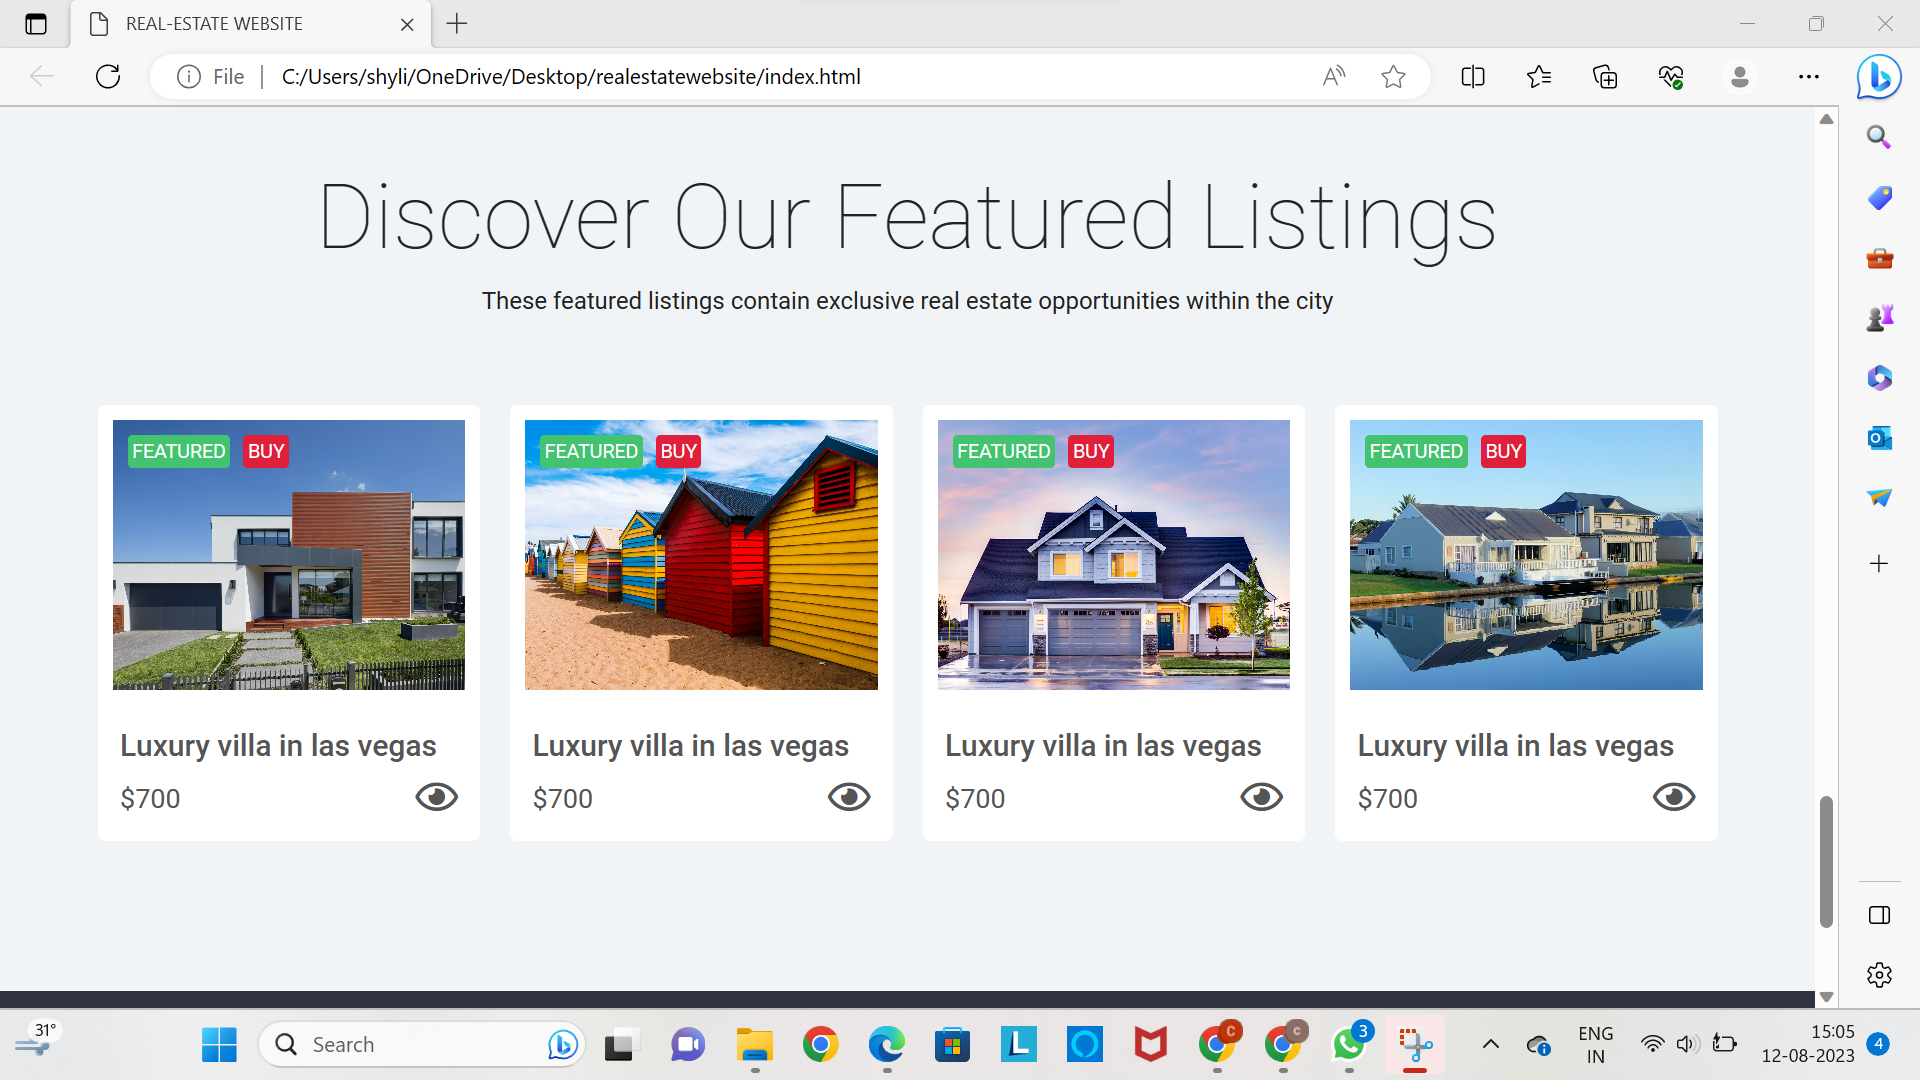 REAL-ESTATE WEBSITE
File
C:/Users/shyli/OneDrive/Desktop/realestatewebsite/index.html
Discover Our Featured Listings
These featured listings contain exclusive real estate opportunities within the city
FEATURED BUY
FEATURED BUY
FEATURED BUY
FEATURED BUY
Luxury villa in las vegas
$700
Luxury villa in las vegas
$700
Luxury villa in las vegas
$700
Luxury villa in las vegas
$700
31°
Search
L
C
c
3
ENG
IN
15:05
12-08-2023
4